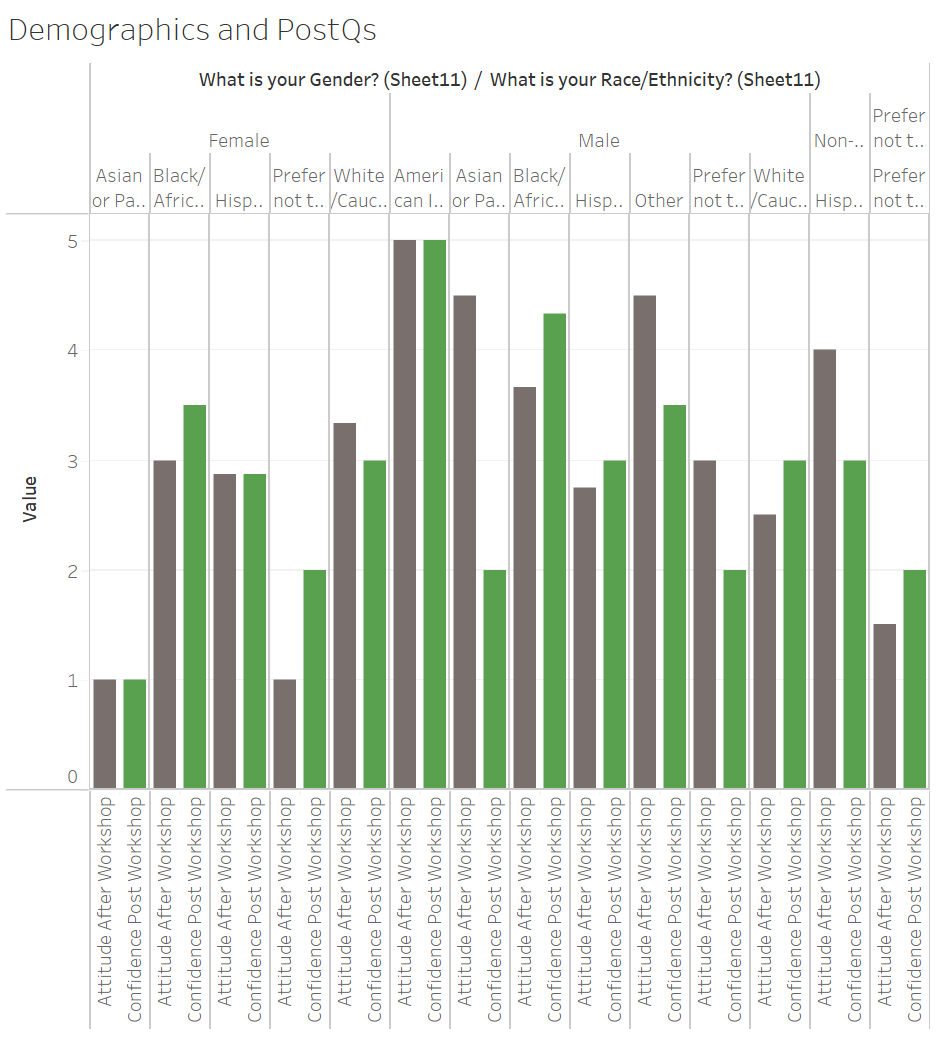 Demographics and PostQs
What is your Gender? (Sheet11) / What is your Race/Ethnicity? (Sheet11)
Female
Male
Non-..
Prefer
not t..
Asian
or Pa..
Black/
Afric..
Hisp..
Prefer
not t..
White
/Cauc..
Ameri
can I..
Asian
or Pa..
Black/
Afric..
Hisp..
Other
Prefer
not t..
White
/Cauc..
Hisp..
Prefer
not t..
Value
5
4
3
2
1
0
Attitude After Workshop
Confidence Post Workshop
Attitude After Workshop
Confidence Post Workshop
Attitude After Workshop
Confidence Post Workshop
Attitude After Workshop
Confidence Post Workshop
Attitude After Workshop
Confidence Post Workshop
Attitude After Workshop
Confidence Post Workshop
Attitude After Workshop
Confidence Post Workshop
Attitude After Workshop
Confidence Post Workshop
Attitude After Workshop
Confidence Post Workshop
Attitude After Workshop
Confidence Post Workshop
Attitude After Workshop
Confidence Post Workshop
Attitude After Workshop
Confidence Post Workshop
Attitude After Workshop
Confidence Post Workshop
Attitude After Workshop
Confidence Post Workshop